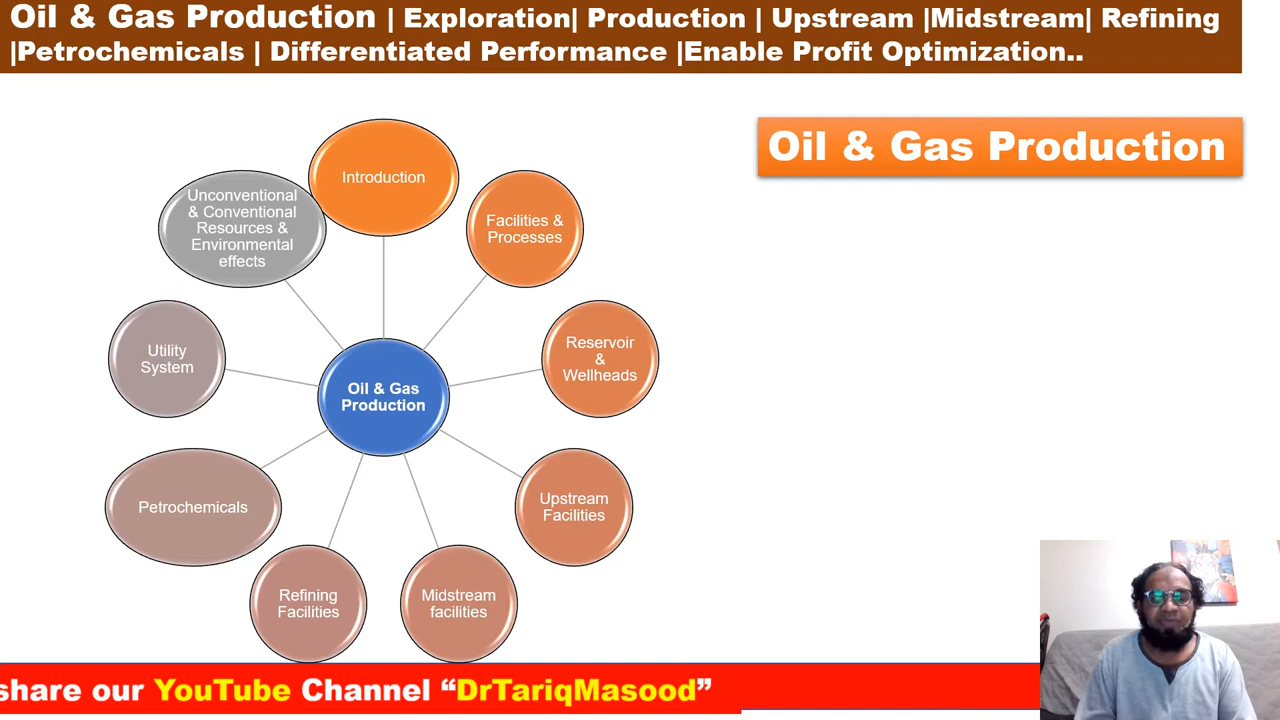 Oil & Gas Production | Exploration| Production | Upstream |Midstream| Refining
|Petrochemicals | Differentiated Performance |Enable Profit Optimization..
Oil & Gas Production
Introduction
Facilities &
Processes
Reservoir
&
Wellheads
Upstream
Facilities
Midstream
facilities
Refining
Facilities
Petrochemicals
Utility
System
Unconventional
& Conventional
Resources &
Environmental
effects
Oil & Gas
Production
share our YouTube Channel “DrTariqMasood”